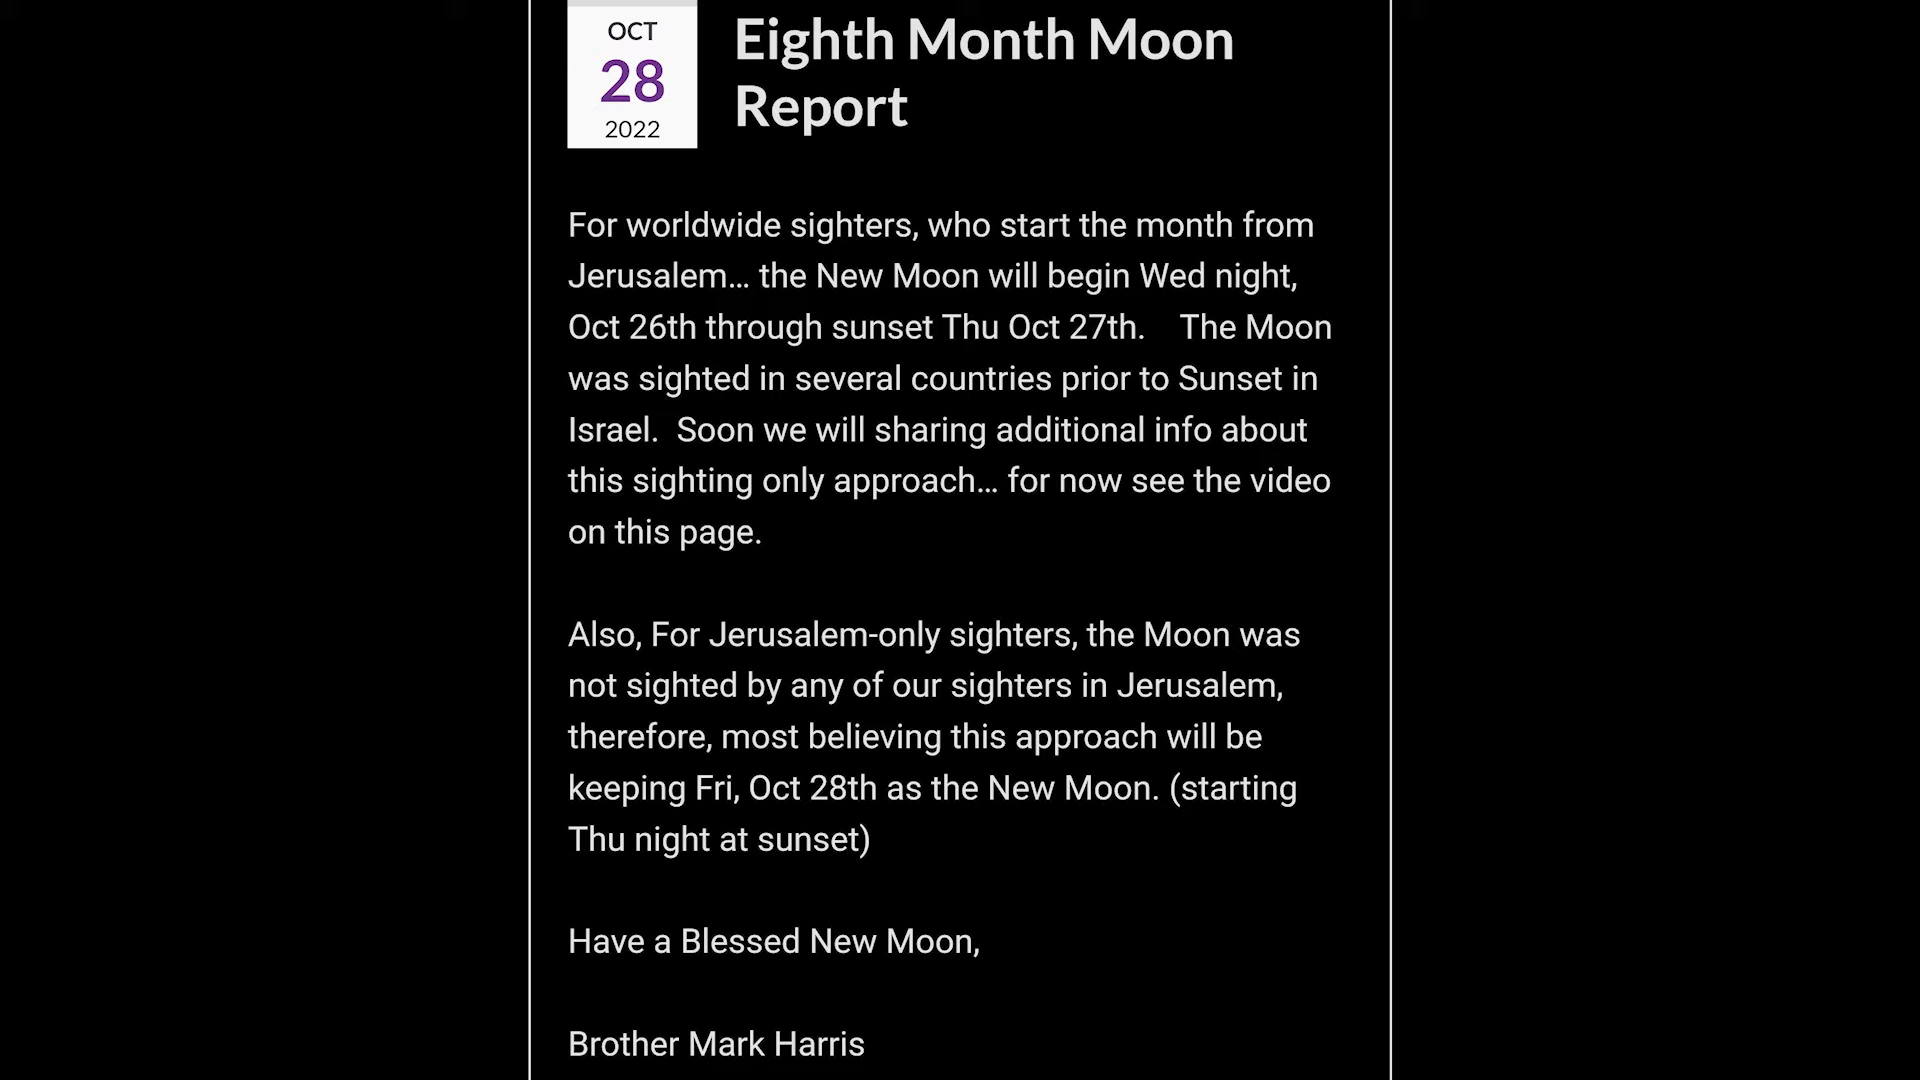 OCT
28
2022
Eighth Month Moon
Report
For worldwide sighters, who start the month from
Jerusalem… the New Moon will begin Wed night,
Oct 26th through sunset Thu Oct 27th.    The Moon
was sighted in several countries prior to Sunset in
Israel.  Soon we will sharing additional info about
this sighting only approach… for now see the video
on this page.
Also, For Jerusalem-only sighters, the Moon was
not sighted by any of our sighters in Jerusalem,
therefore, most believing this approach will be
keeping Fri, Oct 28th as the New Moon. (starting
Thu night at sunset)
Have a Blessed New Moon,
Brother Mark Harris